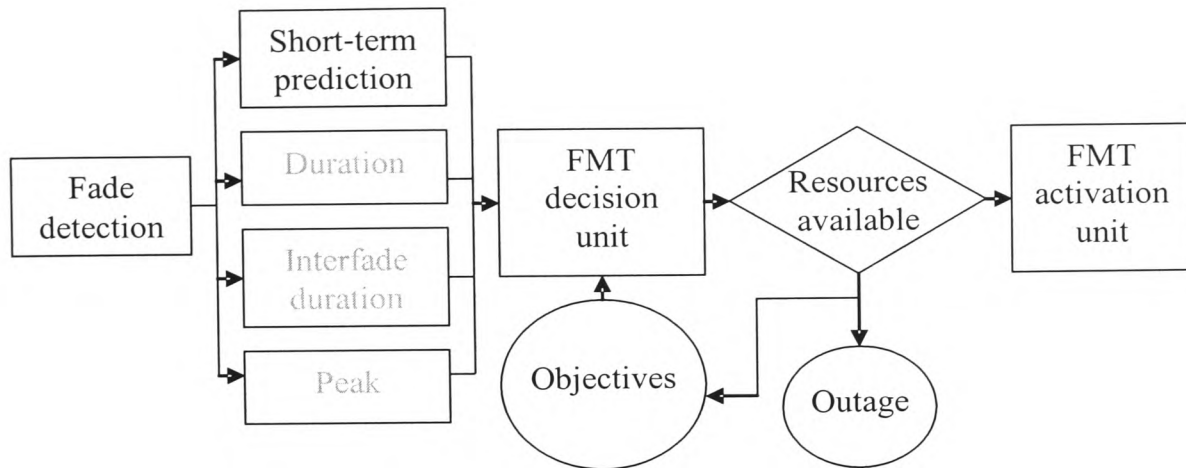 Fade
detection
Short-term
prediction
Duration
Interfade
duration
Peak
FMT
decision
unit
Resources
available
FMT
activation
unit
Objectives
Outage